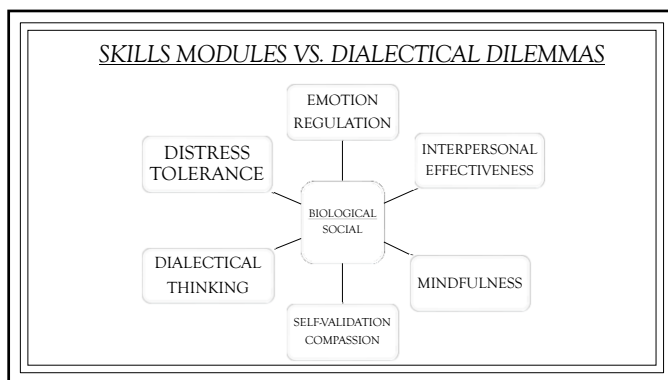 SKILLS MODULES VS. DIALECTICAL DILEMMAS
EMOTION
REGULATION
DISTRESS
TOLERANCE
INTERPERSONAL
EFFECTIVENESS
BIOLOGICAL
SOCIAL
DIALECTICAL
THINKING
MINDFULNESS
SELF-VALIDATION
COMPASSION